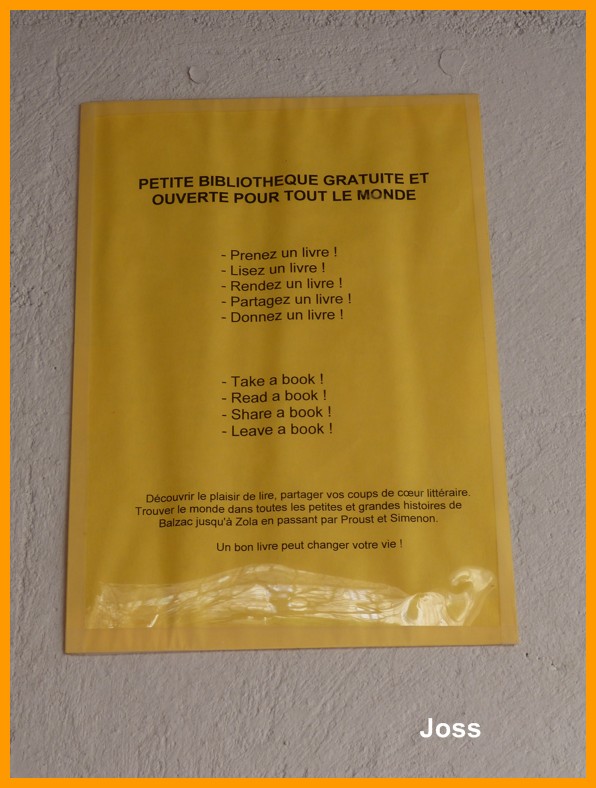 PETITE BIBLIOTHEQUE GRATUITE ET
OUVERTE POUR TOUT LE MONDE
- Prenez un livre !
- Lisez un livre !
- Rendez un livre !
- Partagez un livre !
- Donnez un livre !
- Take a book !
- Read a book !
- Share a book !
- Leave a book !
Découvrir le plaisir de lire, partager vos coups de cœur littéraire.
Trouver le monde dans toutes les petites et grandes histoires de
Balzac jusqu'à Zola en passant par Proust et Simenon.
Un bon livre peut changer votre vie !
Joss